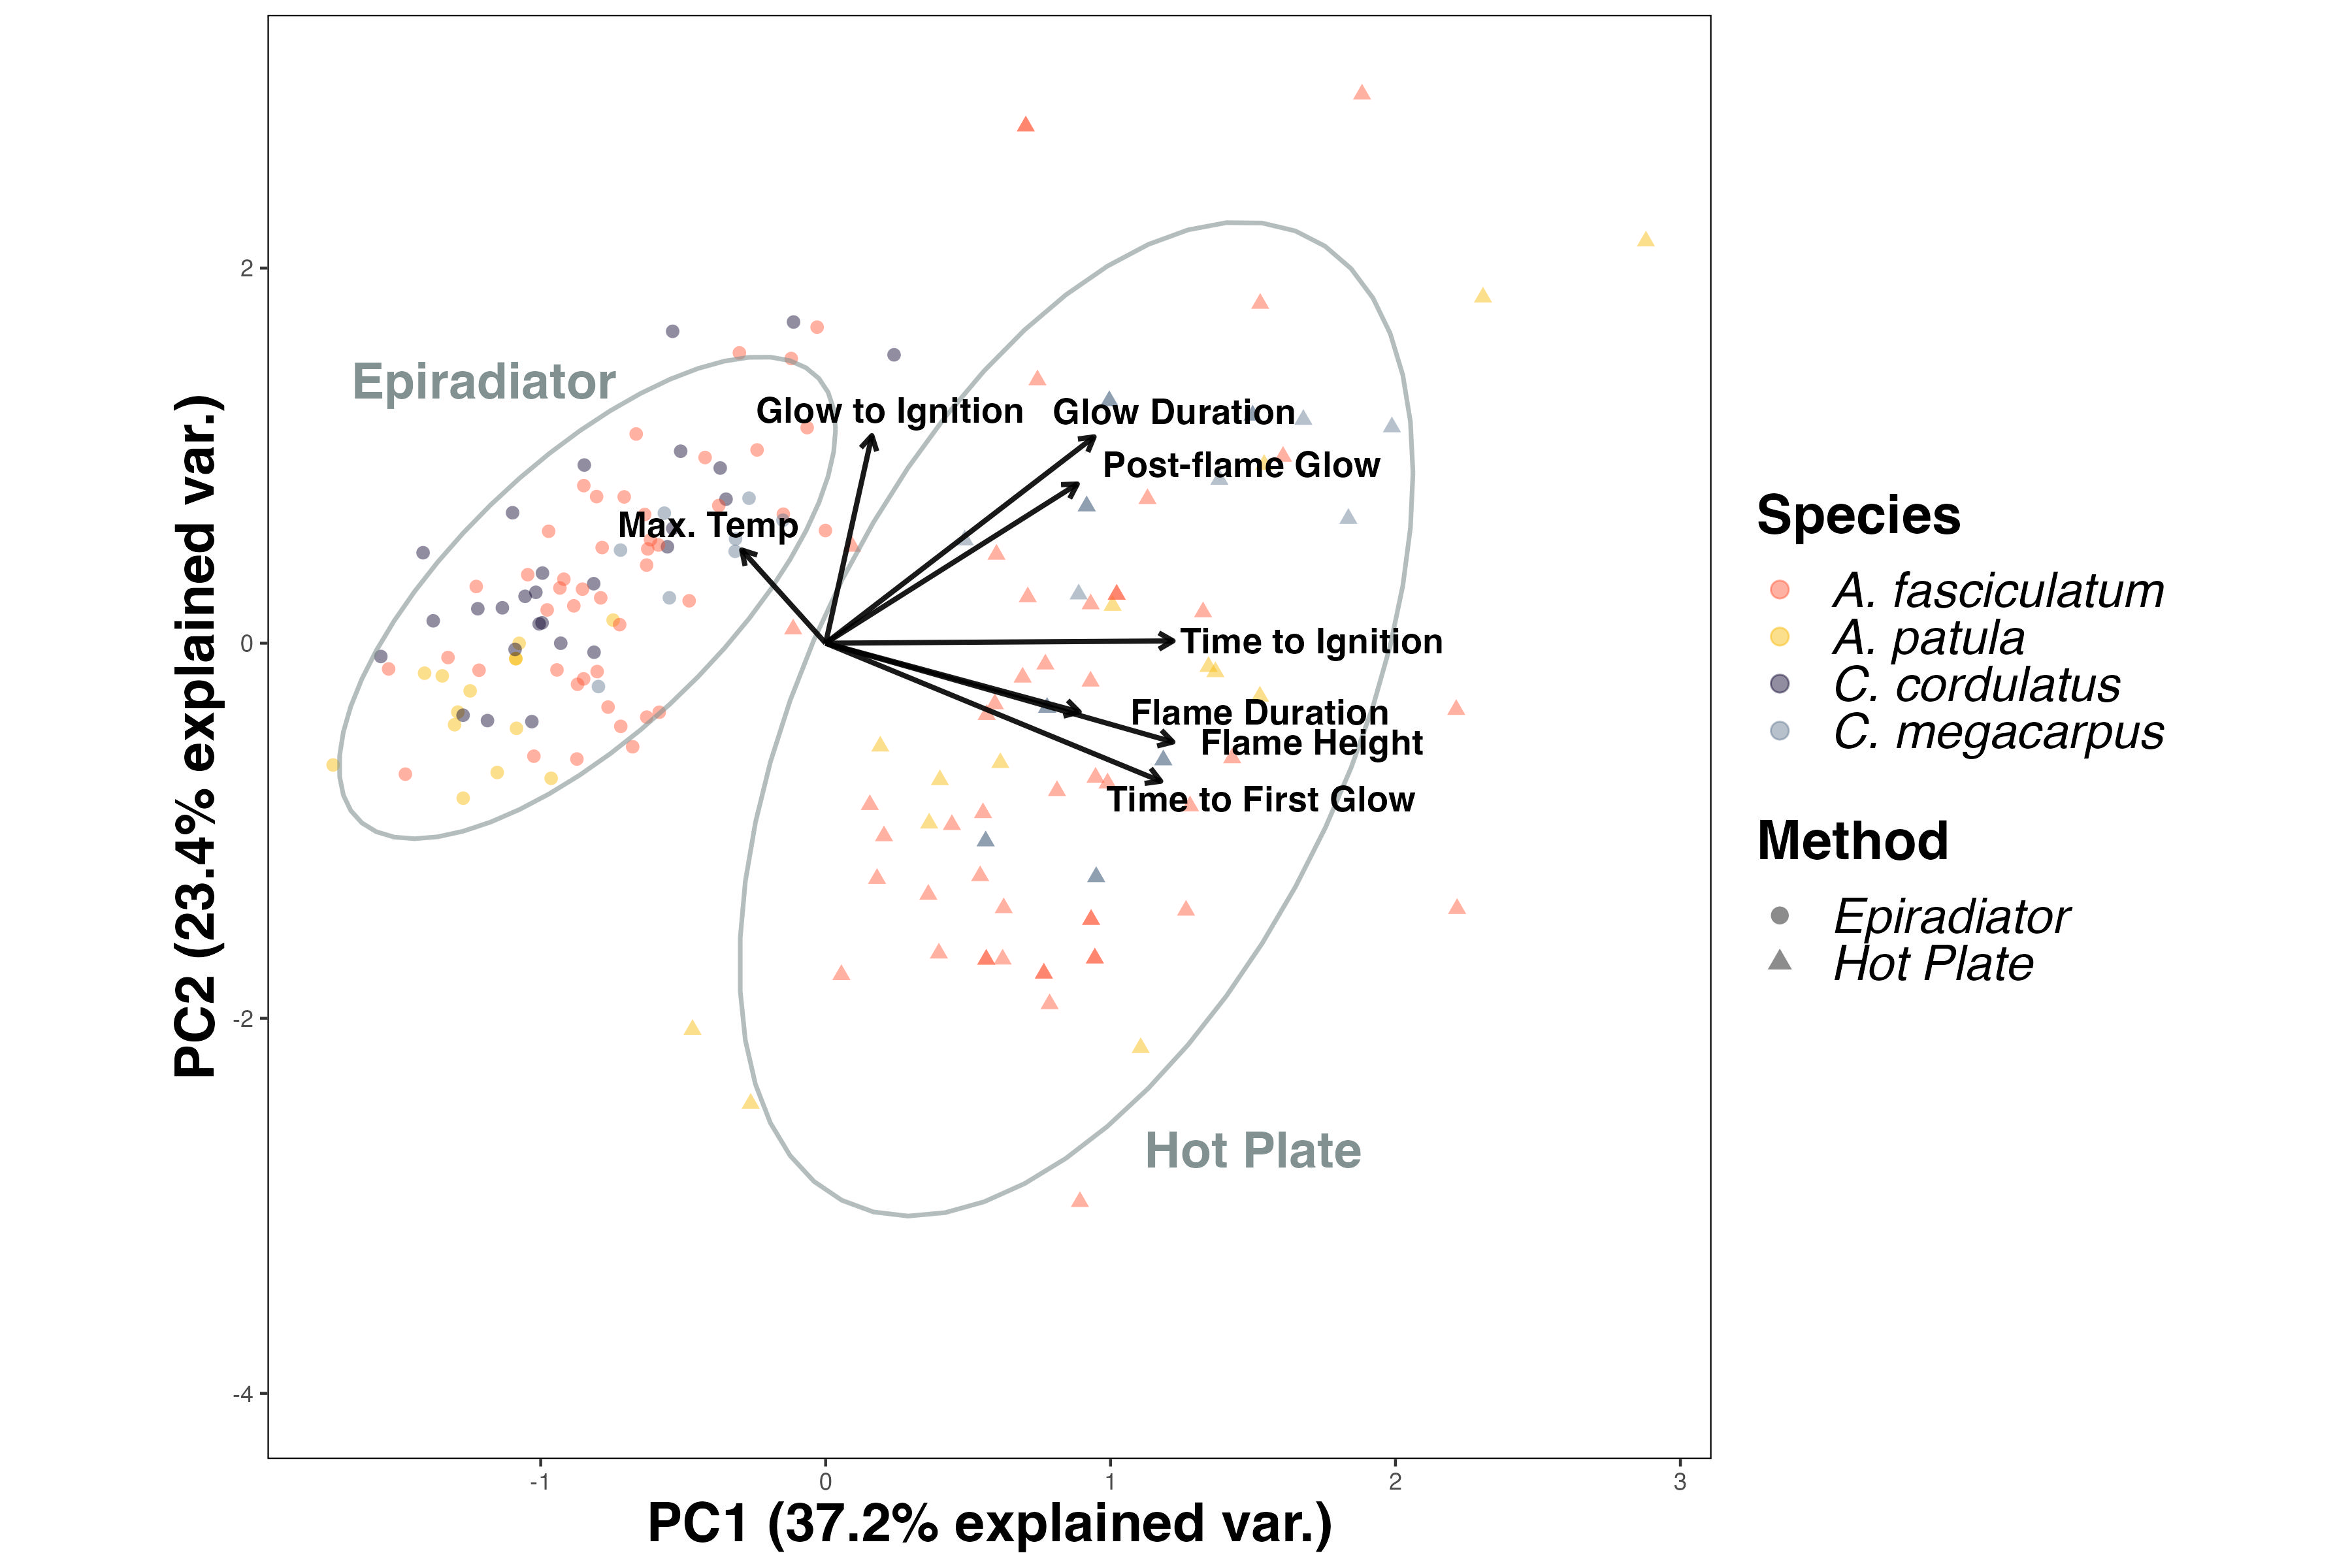 PC2 (23.4% explained var.)
2
0
-2
-4
Epiradiator
Glow to Ignition
Glow Duration
Post-flame Glow
Max. Temp
Time to Ignition
Flame Duration
Flame Height
Time to First Glow
Hot Plate
-1
0
1
2
3
PC1 (37.2% explained var.)
Species
A. fasciculatum
A. patula
C. cordulatus
C. megacarpus
Method
Epiradiator
Hot Plate